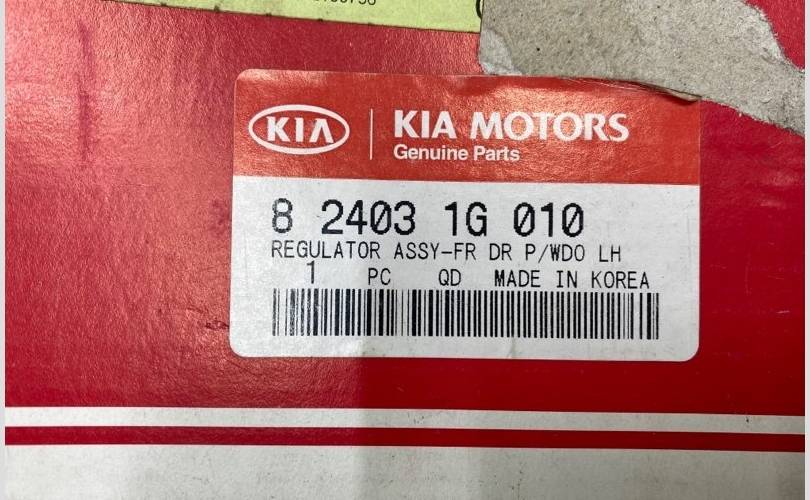 KIA
KIA MOTORS
Genuine Parts
8 2403 1G 010
REGULATOR ASSY-FR DR P/WDO LH
1 PC QD MADE IN KOREA